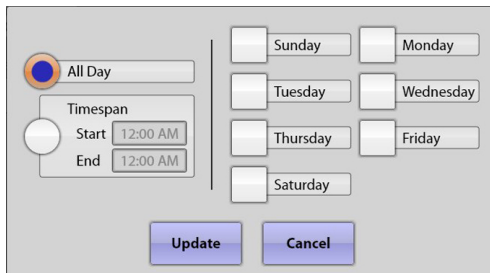 All Day
Timespan
Start 12:00 AM
End 12:00 AM
Sunday Monday
Tuesday Wednesday
Thursday Friday
Saturday
Update Cancel